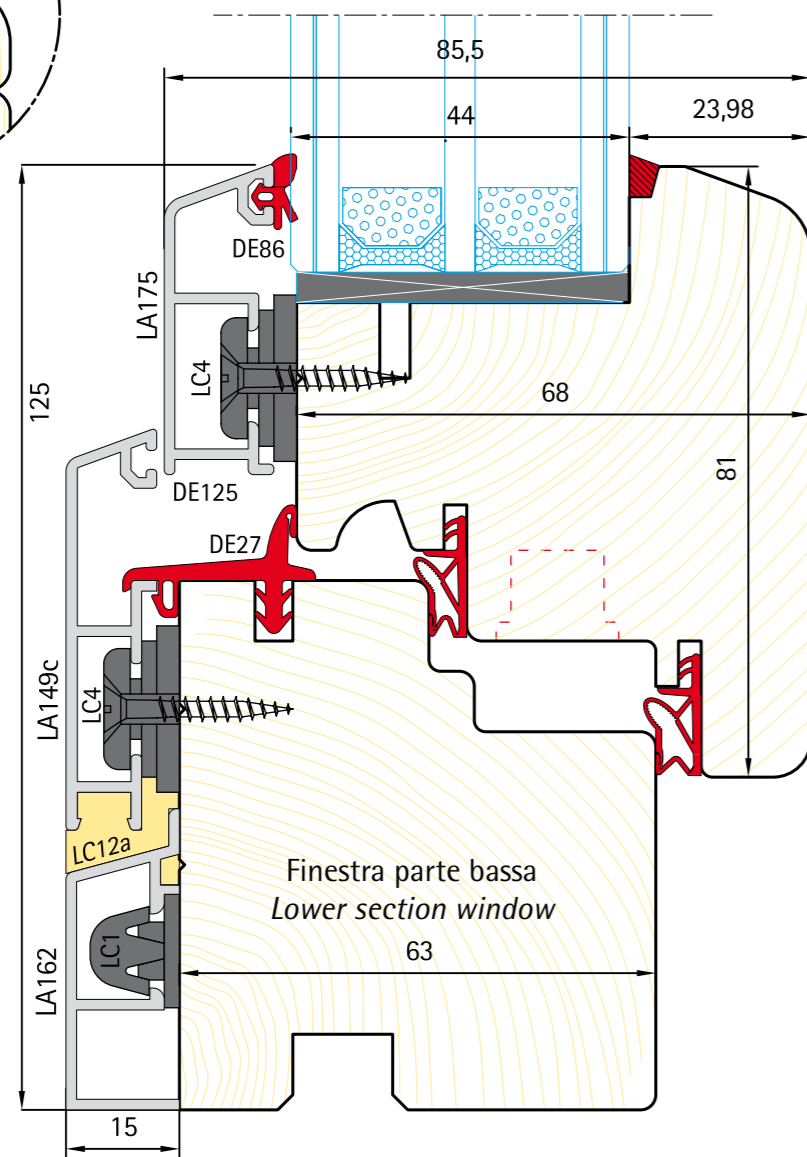 85,5
44
23,98
DE86
LA175
LC4
125
68
81
DE125
DE27
LA149c
LC4
LC12a
Finestra parte bassa
Lower section window
LC1
63
LA162
15